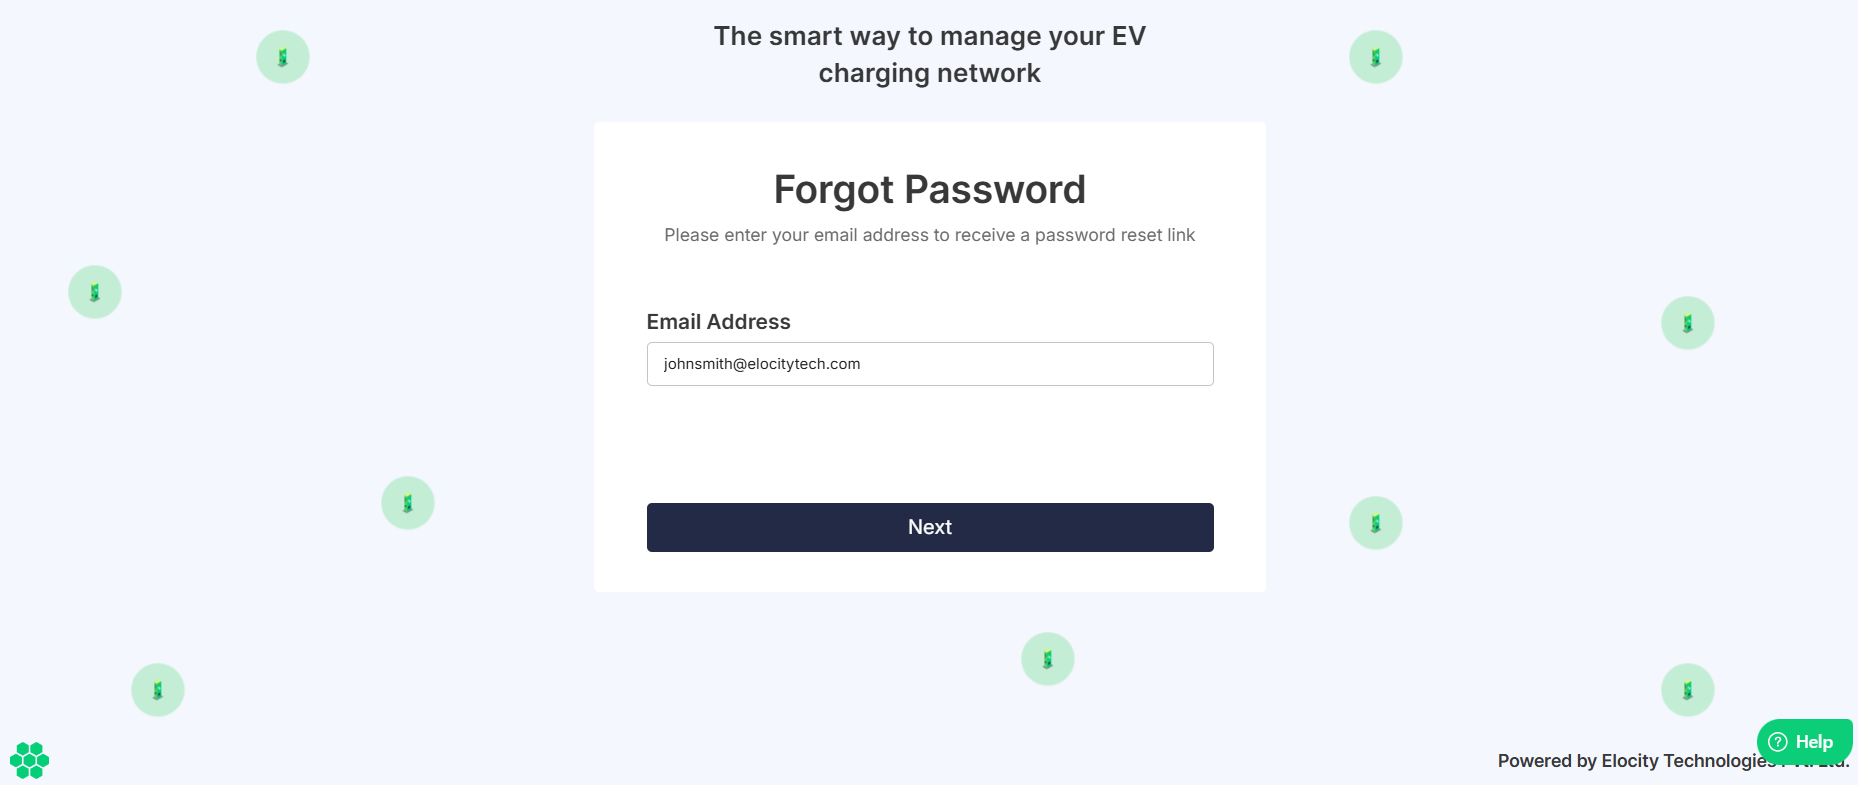 The smart way to manage your EV
charging network
Forgot Password
Please enter your email address to receive a password reset link
Email Address
johnsmith@elocitytech.com
Next
Help
Powered by Elocity Technologies Ltd.